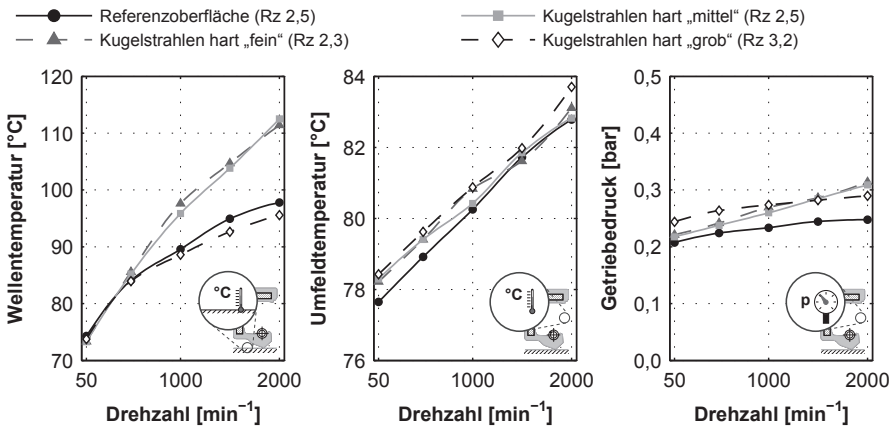 Referenzoberfläche (Rz 2,5)
Kugelstrahlen hart „mittel“ (Rz 2,5)
Kugelstrahlen hart „fein“ (Rz 2,3)
Kugelstrahlen hart „grob“ (Rz 3,2)
Wellentemperatur [°C]
120
110
100
90
80
70
50
1000
2000
Drehzahl [min⁻¹]
°C
Umfeldtemperatur [°C]
84
82
80
78
76
50
1000
2000
Drehzahl [min⁻¹]
°C
Getriebedruck [bar]
0,5
0,4
0,3
0,2
0,1
0,0
50
1000
2000
Drehzahl [min⁻¹]
p